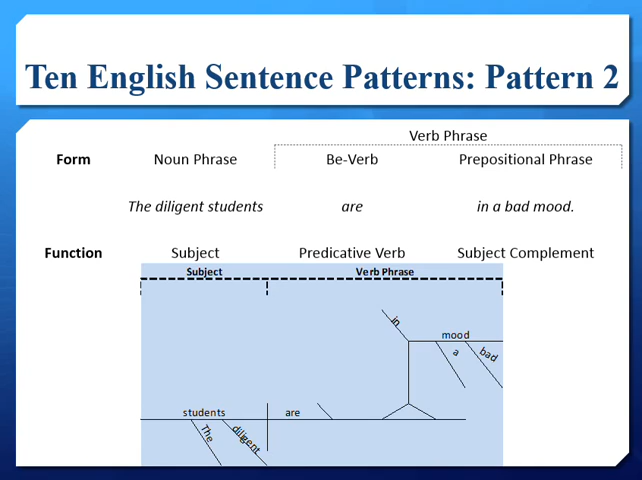 Ten English Sentence Patterns: Pattern 2
Verb Phrase
Form Noun Phrase Be-Verb Prepositional Phrase
The diligent students are in a bad mood.
Function Subject Predicative Verb Subject Complement
Subject Verb Phrase
in
mood
a bad
students are
The diligent